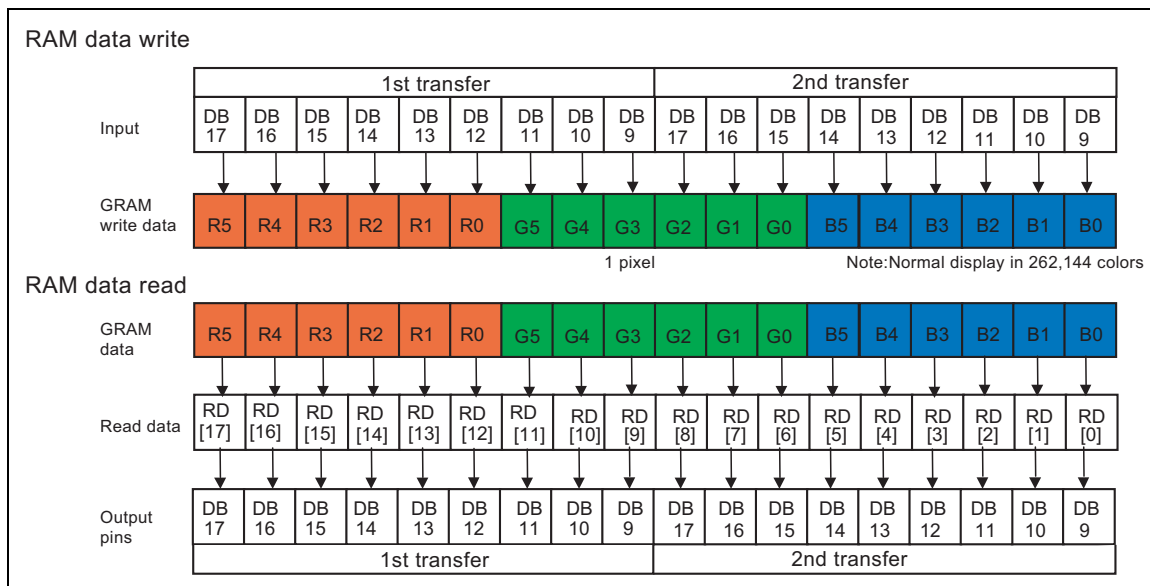 RAM data write
1st transfer 2nd transfer
Input DB 17 DB 16 DB 15 DB 14 DB 13 DB 12 DB 11 DB 10 DB 9 DB 17 DB 16 DB 15 DB 14 DB 13 DB 12 DB 11 DB 10 DB 9
GRAM write data R5 R4 R3 R2 R1 R0 G5 G4 G3 G2 G1 G0 B5 B4 B3 B2 B1 B0
1 pixel Note:Normal display in 262,144 colors
RAM data read
GRAM data R5 R4 R3 R2 R1 R0 G5 G4 G3 G2 G1 G0 B5 B4 B3 B2 B1 B0
Read data RD [17] RD [16] RD [15] RD [14] RD [13] RD [12] RD [11] RD [10] RD [9] RD [8] RD [7] RD [6] RD [5] RD [4] RD [3] RD [2] RD [1] RD [0]
Output pins DB 17 DB 16 DB 15 DB 14 DB 13 DB 12 DB 11 DB 10 DB 9 DB 17 DB 16 DB 15 DB 14 DB 13 DB 12 DB 11 DB 10 DB 9
1st transfer 2nd transfer